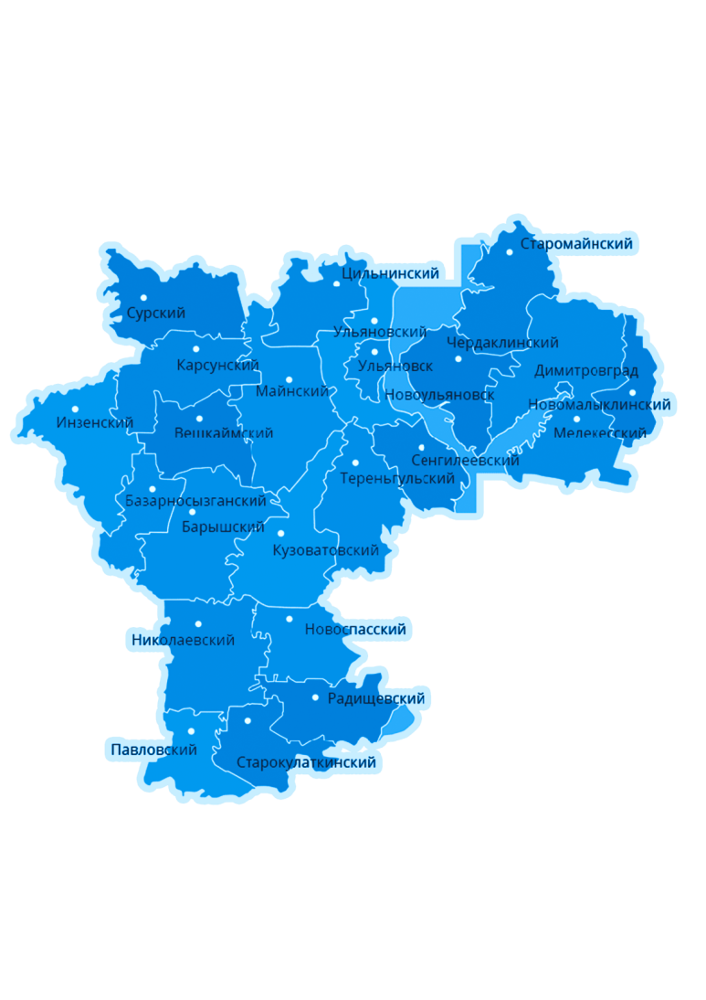 Старомайнский
Цильнинский
Сурский
Ульяновский
Чердаклинский
Карсунский
Ульяновск
Димитровград
Майнский
Новоульяновск
Новомалыклинский
Инзенский
Вешкаймский
Мелекесский
Сенгилеевский
Тереньгульский
Базарносызганский
Барышский
Кузоватовский
Новоспасский
Николаевский
Радищевский
Павловский
Старокулаткинский